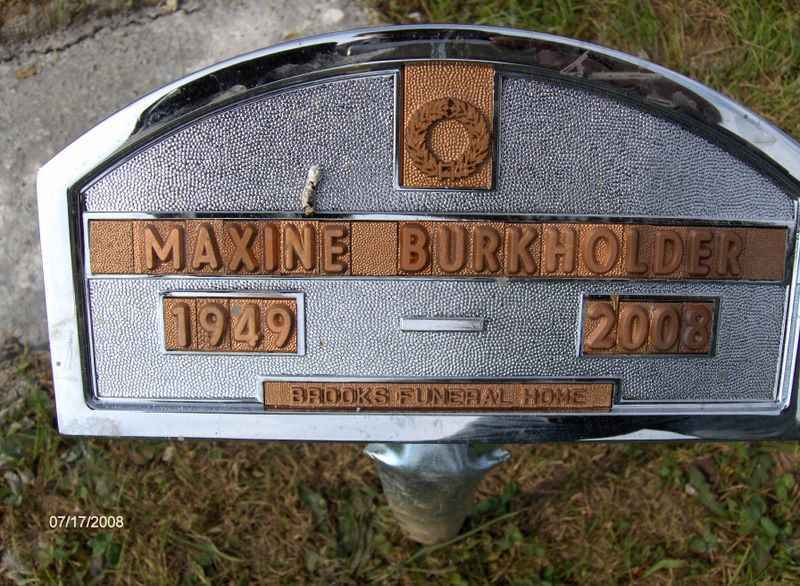 MAXINE BURKHOLDER
1949 — 2008
BROOKS FUNERAL HOME
07/17/2008